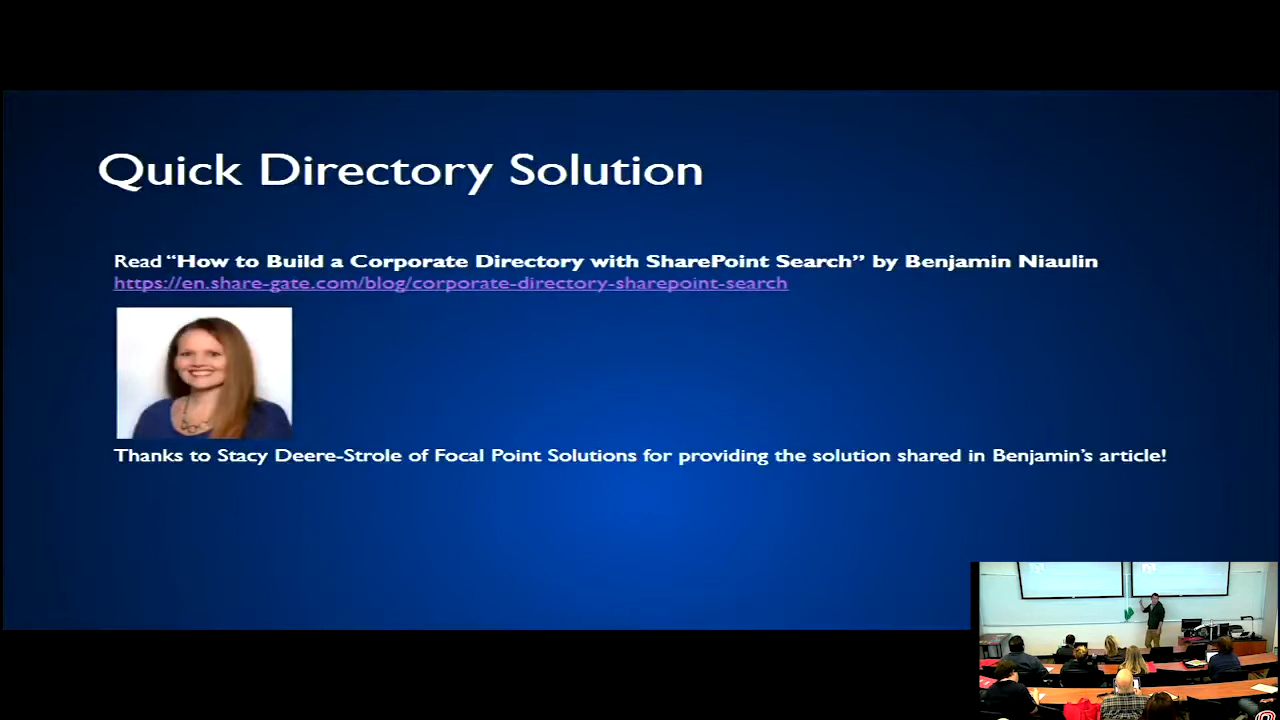 Quick Directory Solution
Read “How to Build a Corporate Directory with SharePoint Search” by Benjamin Niaulin
https://en.share-gate.com/blog/corporate-directory-sharepoint-search
Thanks to Stacy Deere-Strole of Focal Point Solutions for providing the solution shared in Benjamin’s article!